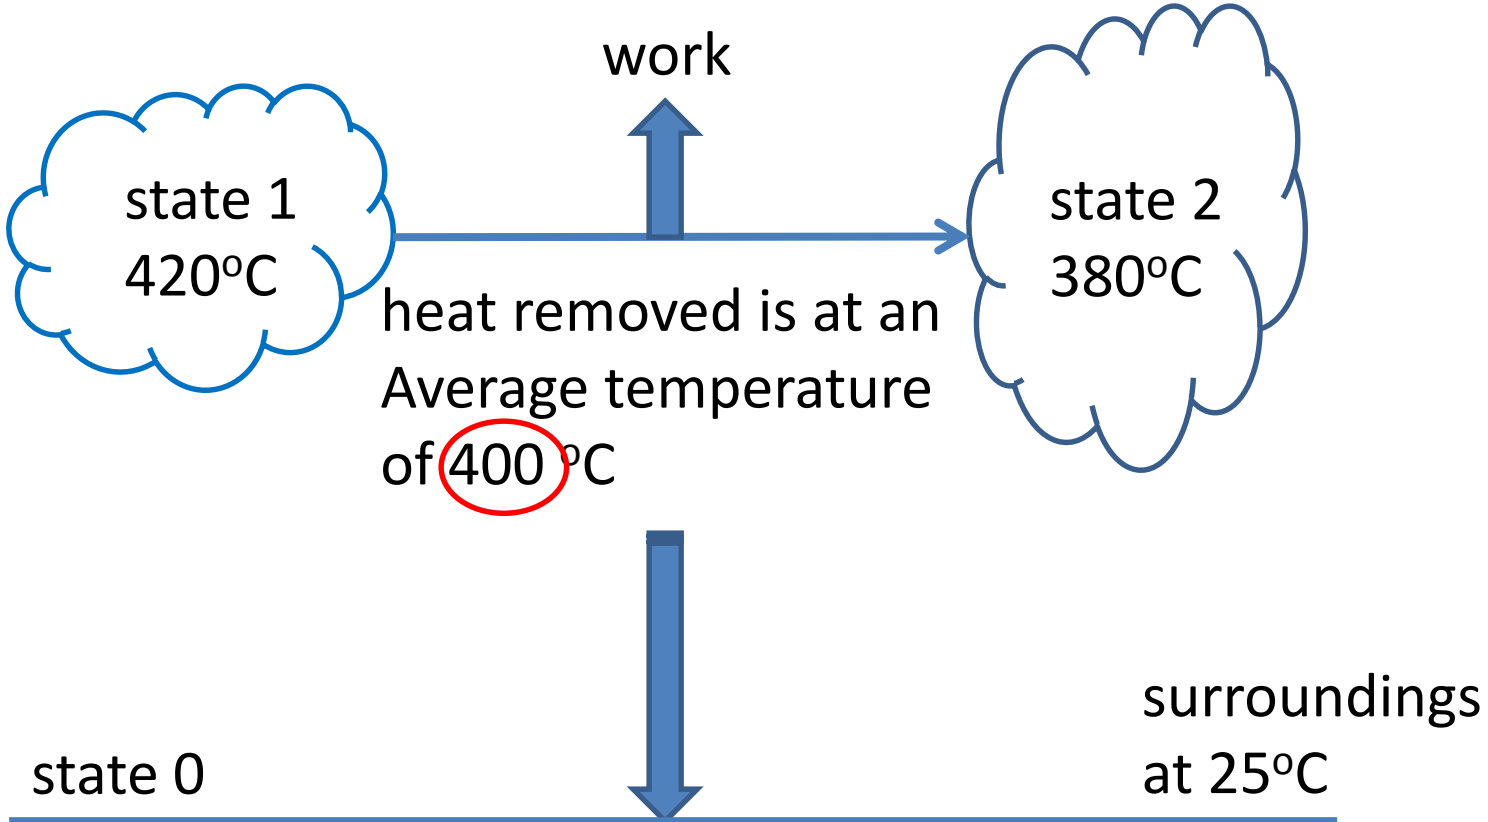 work
state 1
420ºC
state 2
380ºC
heat removed is at an
Average temperature
of 400 ºC
surroundings
at 25ºC
state 0